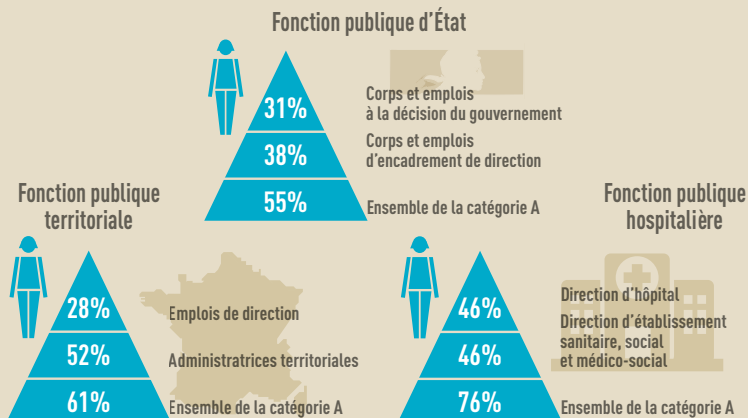 Fonction publique d'État
31%
Corps et emplois
à la décision du gouvernement
38%
Corps et emplois
d'encadrement de direction
55%
Ensemble de la catégorie A
Fonction publique
territoriale
28%
Emplois de direction
52%
Administratrices territoriales
61%
Ensemble de la catégorie A
Fonction publique
hospitalière
46%
Direction d'hôpital
46%
Direction d'établissement
sanitaire, social
et médico-social
76%
Ensemble de la catégorie A